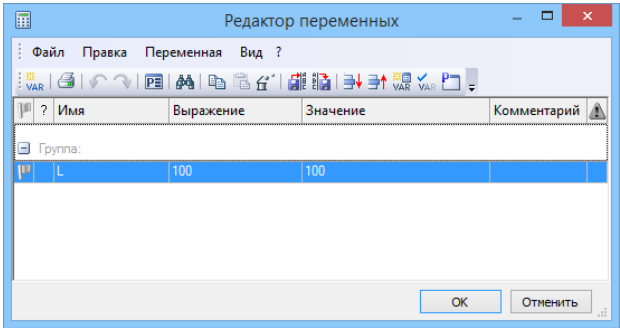 Редактор переменных
Файл Правка Переменная Вид ?
VAR PE VAR VAR P
? Имя Выражение Значение Комментарий
Группа:
L 100 100
OK Отменить